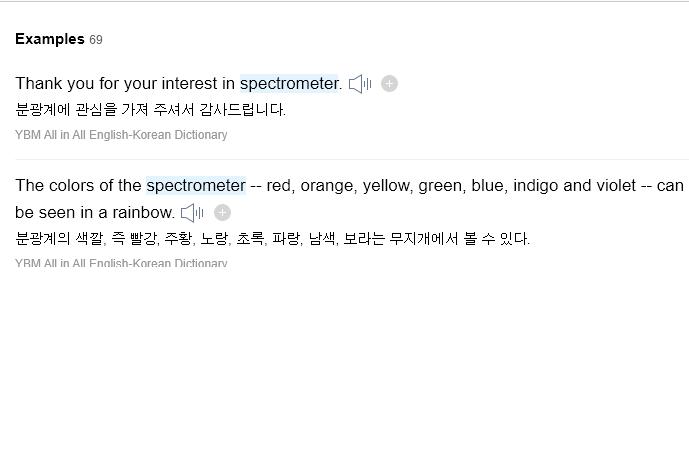 Examples 69
Thank you for your interest in spectrometer.
분광계에 관심을 가져 주셔서 감사드립니다.
YBM All in All English-Korean Dictionary
The colors of the spectrometer -- red, orange, yellow, green, blue, indigo and violet -- can
be seen in a rainbow.
분광계의 색깔, 즉 빨강, 주황, 노랑, 초록, 파랑, 남색, 보라는 무지개에서 볼 수 있다.
YBM All in All English-Korean Dictionary